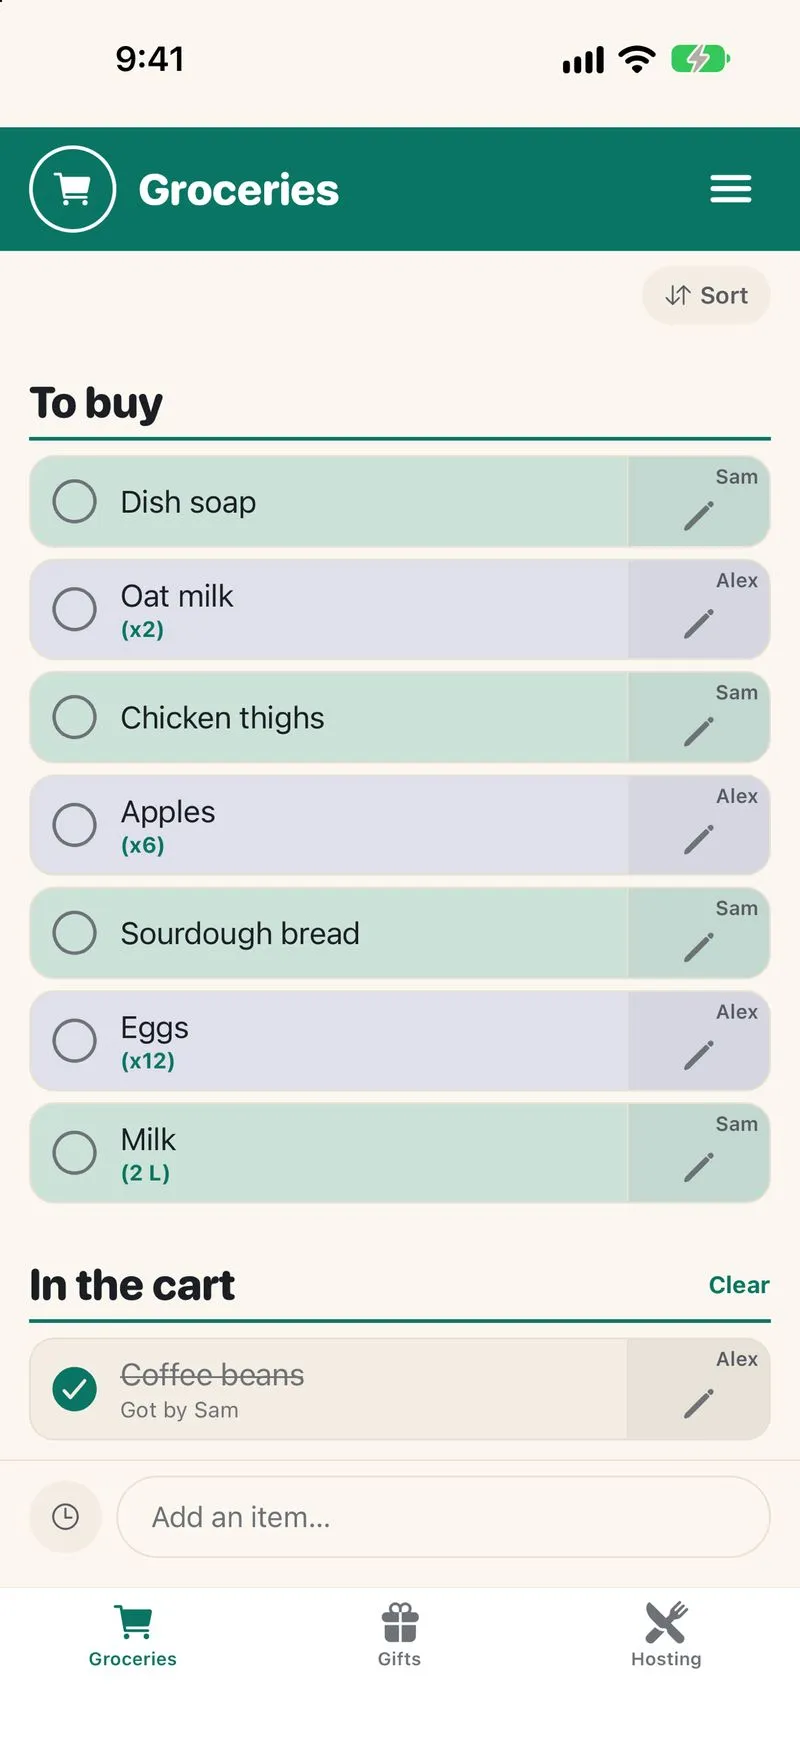 9:41
Groceries
Sort
To buy
Sam
Dish soap
Alex
Oat milk
(x2)
Sam
Chicken thighs
Alex
Apples
(x6)
Sam
Sourdough bread
Alex
Eggs
(x12)
Sam
Milk
(2 L)
In the cart
Clear
Alex
Coffee beans
Got by Sam
Add an item...
Groceries
Gifts
Hosting